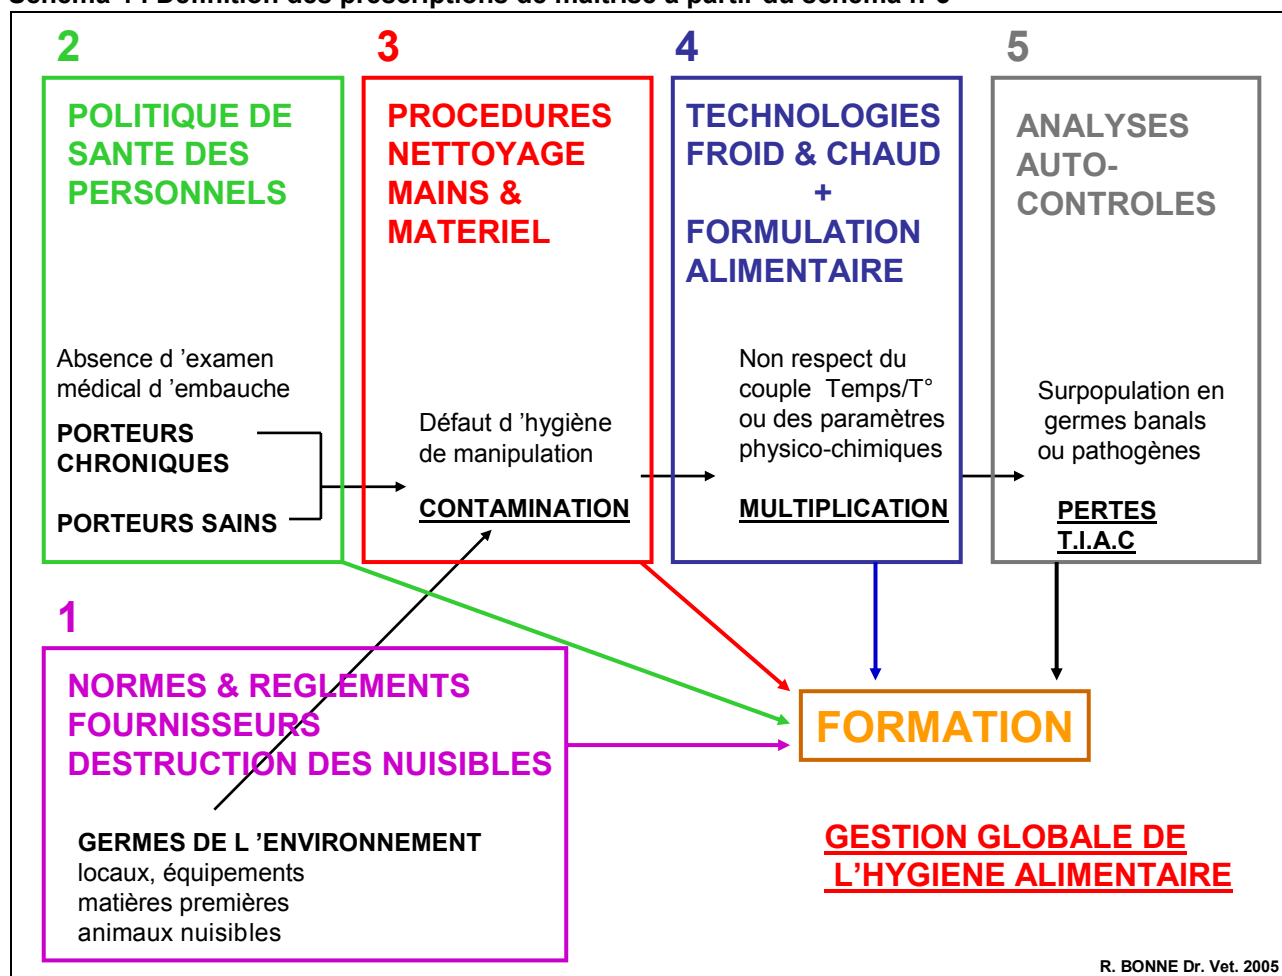 2
POLITIQUE DE
SANTE DES
PERSONNELS
Absence d ’examen
médical d ’embauche
PORTEURS
CHRONIQUES
PORTEURS SAINS
3
PROCEDURES
NETTOYAGE
MAINS &
MATERIEL
Défaut d ’hygiène
de manipulation
CONTAMINATION
4
TECHNOLOGIES
FROID & CHAUD
+
FORMULATION
ALIMENTAIRE
Non respect du
couple Temps/T°
ou des paramètres
physico-chimiques
MULTIPLICATION
5
ANALYSES
AUTO-
CONTROLES
Surpopulation en
germes banals
ou pathogènes
PERTES
T.I.A.C
1
NORMES & REGLEMENTS
FOURNISSEURS
DESTRUCTION DES NUISIBLES
GERMES DE L ’ENVIRONNEMENT
locaux, équipements
matières premières
animaux nuisibles
FORMATION
GESTION GLOBALE DE
L’HYGIENE ALIMENTAIRE
R. BONNE Dr. Vet. 2005